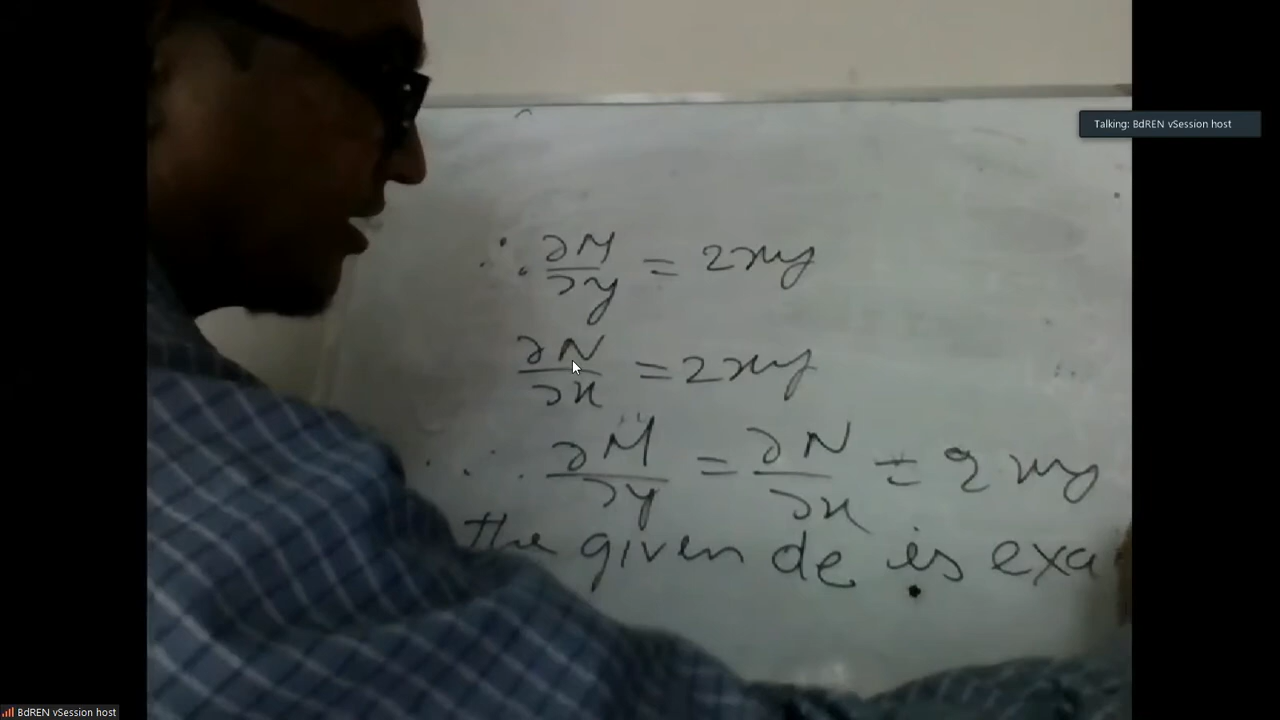 Talking: BdREN vSession host
∴ ∂M/∂y = 2xy
∂N/∂x = 2xy
∴ ∂M/∂y = ∂N/∂x = 2xy
the given de is exa
BdREN vSession host